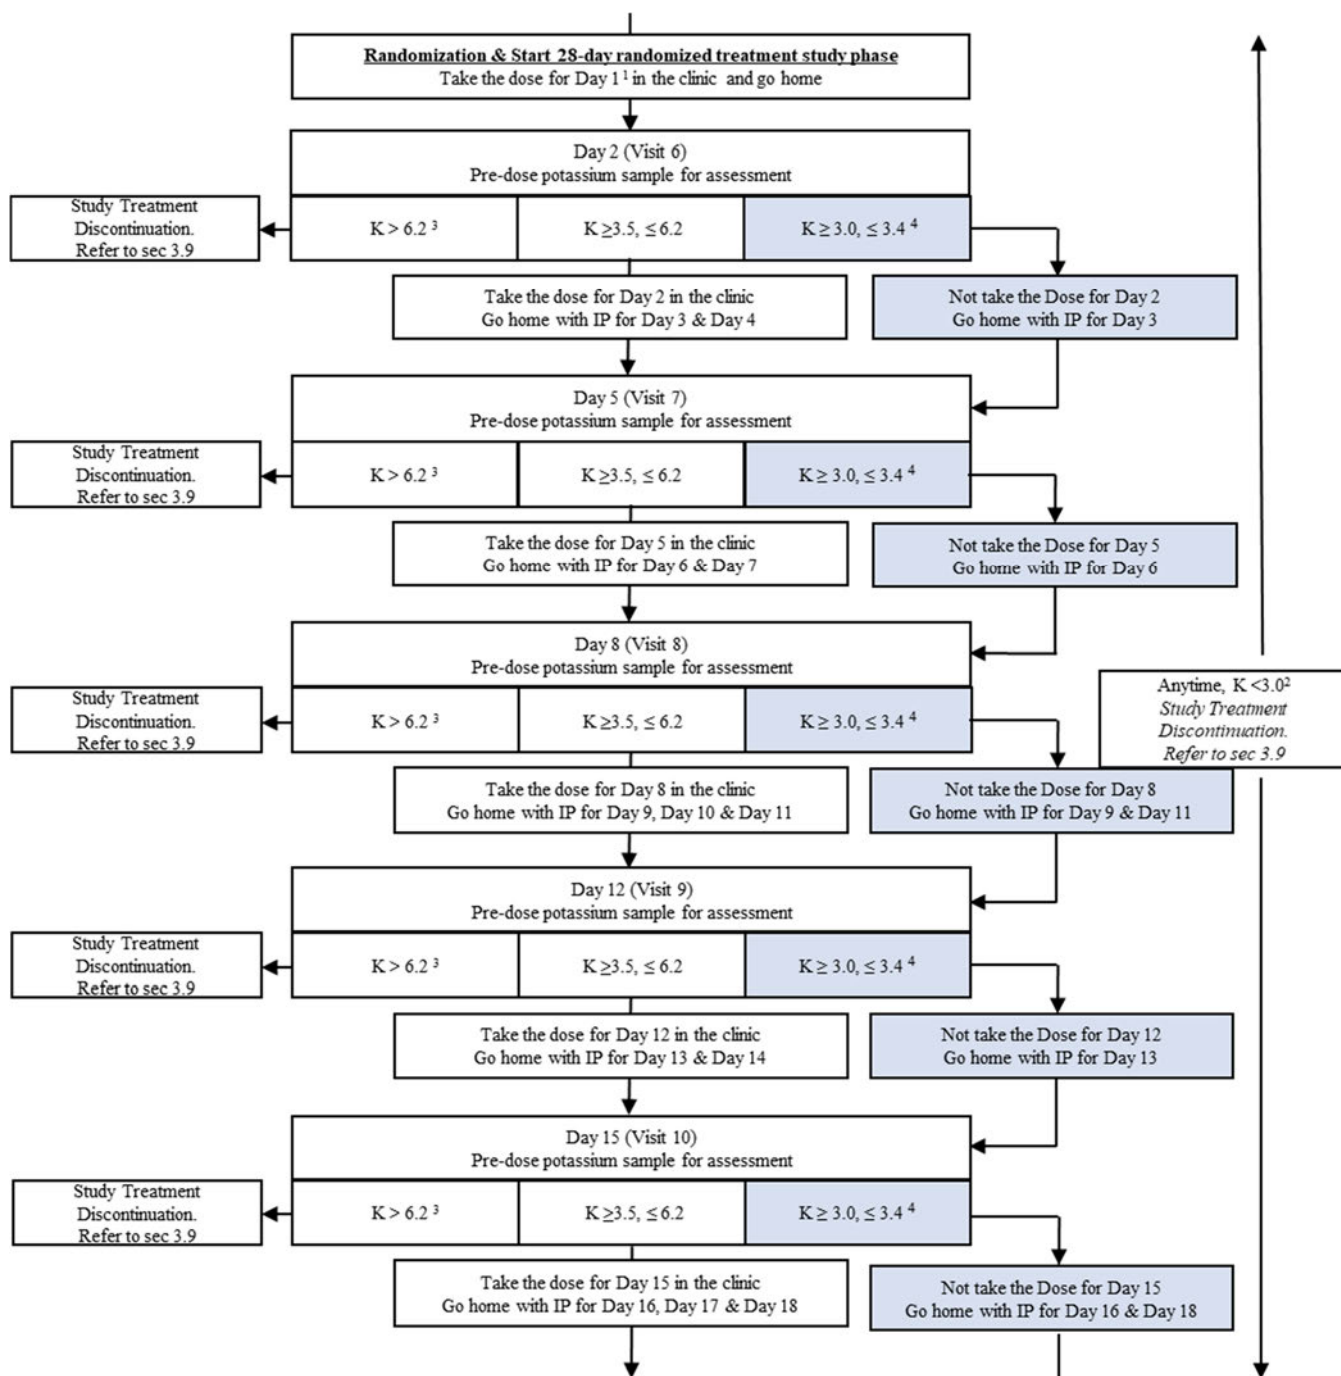 Randomization & Start 28-day randomized treatment study phase
Take the dose for Day 1 ¹ in the clinic and go home
Day 2 (Visit 6)
Pre-dose potassium sample for assessment
Study Treatment
Discontinuation.
Refer to sec 3.9
K > 6.2 ³
K ≥3.5, ≤ 6.2
K ≥ 3.0, ≤ 3.4 ⁴
Take the dose for Day 2 in the clinic
Go home with IP for Day 3 & Day 4
Not take the Dose for Day 2
Go home with IP for Day 3
Day 5 (Visit 7)
Pre-dose potassium sample for assessment
Study Treatment
Discontinuation.
Refer to sec 3.9
K > 6.2 ³
K ≥3.5, ≤ 6.2
K ≥ 3.0, ≤ 3.4 ⁴
Take the dose for Day 5 in the clinic
Go home with IP for Day 6 & Day 7
Not take the Dose for Day 5
Go home with IP for Day 6
Day 8 (Visit 8)
Pre-dose potassium sample for assessment
Study Treatment
Discontinuation.
Refer to sec 3.9
K > 6.2 ³
K ≥3.5, ≤ 6.2
K ≥ 3.0, ≤ 3.4 ⁴
Anytime, K <3.0²
Study Treatment
Discontinuation.
Refer to sec 3.9
Take the dose for Day 8 in the clinic
Go home with IP for Day 9, Day 10 & Day 11
Not take the Dose for Day 8
Go home with IP for Day 9 & Day 11
Day 12 (Visit 9)
Pre-dose potassium sample for assessment
Study Treatment
Discontinuation.
Refer to sec 3.9
K > 6.2 ³
K ≥3.5, ≤ 6.2
K ≥ 3.0, ≤ 3.4 ⁴
Take the dose for Day 12 in the clinic
Go home with IP for Day 13 & Day 14
Not take the Dose for Day 12
Go home with IP for Day 13
Day 15 (Visit 10)
Pre-dose potassium sample for assessment
Study Treatment
Discontinuation.
Refer to sec 3.9
K > 6.2 ³
K ≥3.5, ≤ 6.2
K ≥ 3.0, ≤ 3.4 ⁴
Take the dose for Day 15 in the clinic
Go home with IP for Day 16, Day 17 & Day 18
Not take the Dose for Day 15
Go home with IP for Day 16 & Day 18